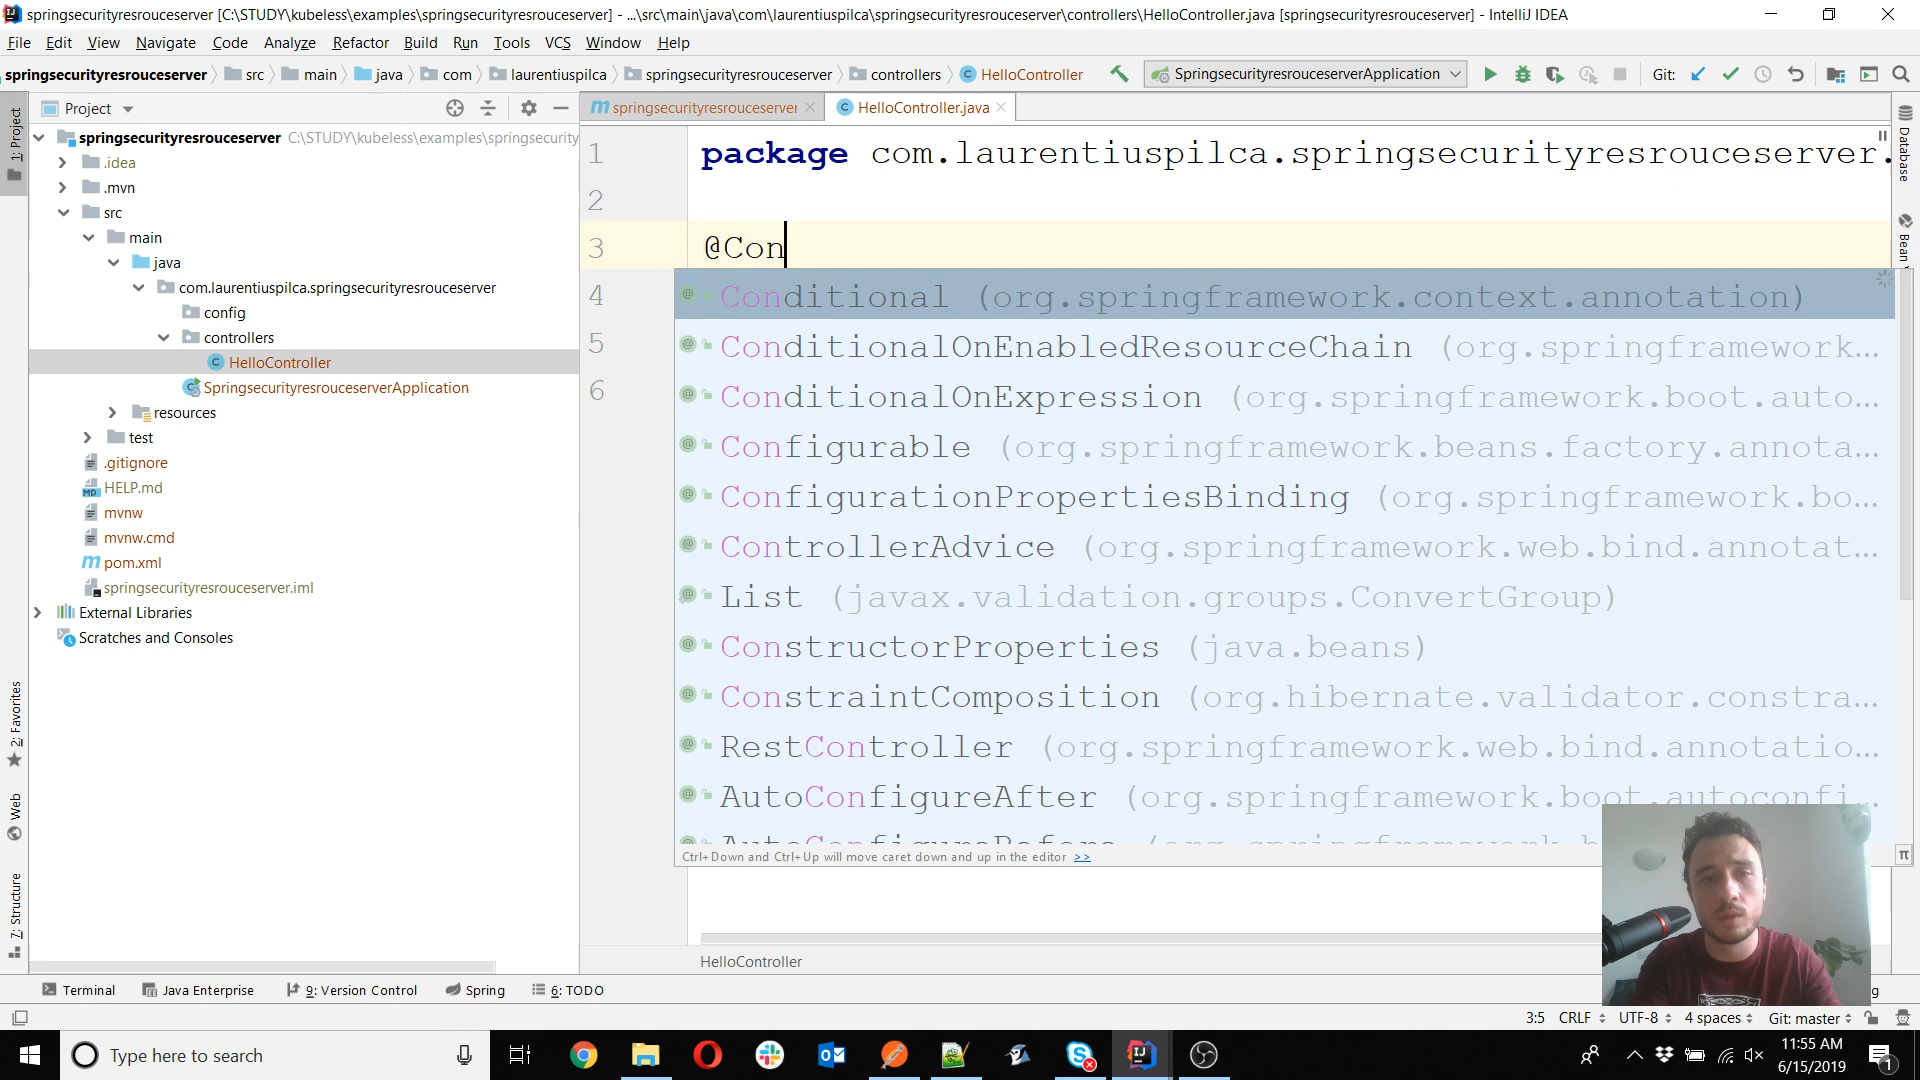 springsecurityresrouceserver [C:\STUDY\kubeless\examples\springsecurityresrouceserver] - ...\src\main\java\com\laurentiuspilca\springsecurityresrouceserver\controllers\HelloController.java [springsecurityresrouceserver] - IntelliJ IDEA
File Edit View Navigate Code Analyze Refactor Build Run Tools VCS Window Help
springsecurityresrouceserver src main java com laurentiuspilca springsecurityresrouceserver controllers HelloController SpringsecurityresrouceserverApplication Git:
Project
springsecurityresrouceserver HelloController.java
1: Project
2: Favorites
Web
7: Structure
springsecurityresrouceserver C:\STUDY\kubeless\examples\springsecurity
.idea
.mvn
src
main
java
com.laurentiuspilca.springsecurityresrouceserver
config
controllers
HelloController
SpringsecurityresrouceserverApplication
resources
test
.gitignore
HELP.md
mvnw
mvnw.cmd
pom.xml
springsecurityresrouceserver.iml
External Libraries
Scratches and Consoles
1 package com.laurentiuspilca.springsecurityresrouceserver.
2
3 @Con
4
5
6
Conditional (org.springframework.context.annotation)
ConditionalOnEnabledResourceChain (org.springframework...
ConditionalOnExpression (org.springframework.boot.auto...
Configurable (org.springframework.beans.factory.annota...
ConfigurationPropertiesBinding (org.springframework.bo...
ControllerAdvice (org.springframework.web.bind.annotat...
List (javax.validation.groups.ConvertGroup)
ConstructorProperties (java.beans)
ConstraintComposition (org.hibernate.validator.constra...
RestController (org.springframework.web.bind.annotatio...
AutoConfigureAfter (org.springframework.boot.autoconfi...
Ctrl+Down and Ctrl+Up will move caret down and up in the editor >>
HelloController
Database
Bean
Terminal Java Enterprise 9: Version Control Spring 6: TODO
3:5 CRLF UTF-8 4 spaces Git: master
Type here to search
11:55 AM
6/15/2019
1